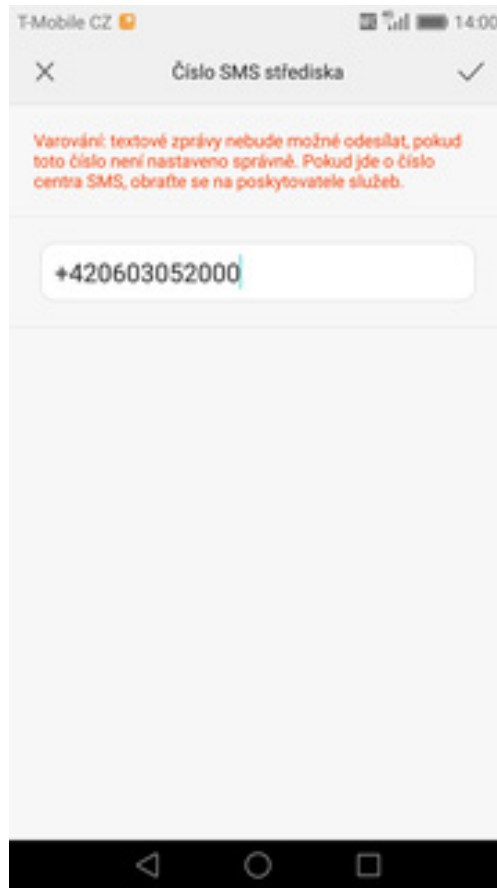 T-Mobile CZ 14:00
Číslo SMS střediska
Varování: textové zprávy nebude možné odesílat, pokud
toto číslo není nastaveno správně. Pokud jde o číslo
centra SMS, obraťte se na poskytovatele služeb.
+420603052000